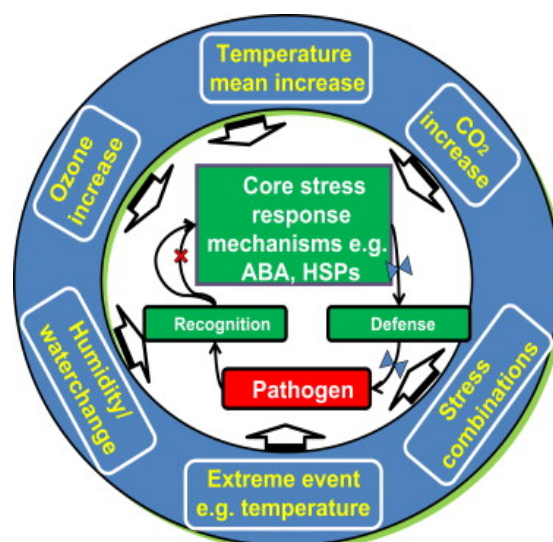 Temperature
mean increase
CO₂
increase
Ozone
increase
Core stress
response
mechanisms e.g.
ABA, HSPs
Recognition
Defense
Pathogen
Humidity/
waterchange
Stress
combinations
Extreme event
e.g. temperature